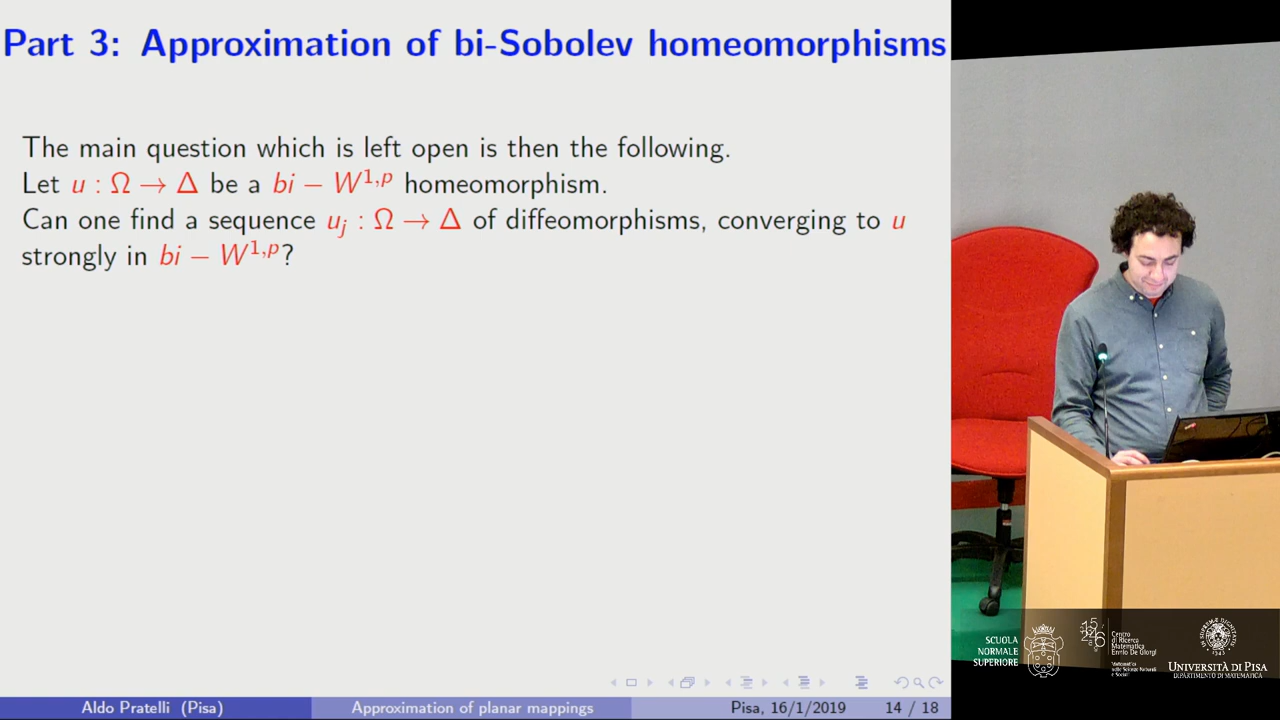 Part 3: Approximation of bi-Sobolev homeomorphisms
The main question which is left open is then the following.
Let u : Ω → Δ be a bi − W^{1,p} homeomorphism.
Can one find a sequence u_j : Ω → Δ of diffeomorphisms, converging to u
strongly in bi − W^{1,p}?
Aldo Pratelli (Pisa)
Approximation of planar mappings
Pisa, 16/1/2019
14 / 18
SCUOLA
NORMALE
SUPERIORE
Centro
di Ricerca
Matematica
Ennio De Giorgi
UNIVERSITÀ DI PISA
DIPARTIMENTO DI MATEMATICA